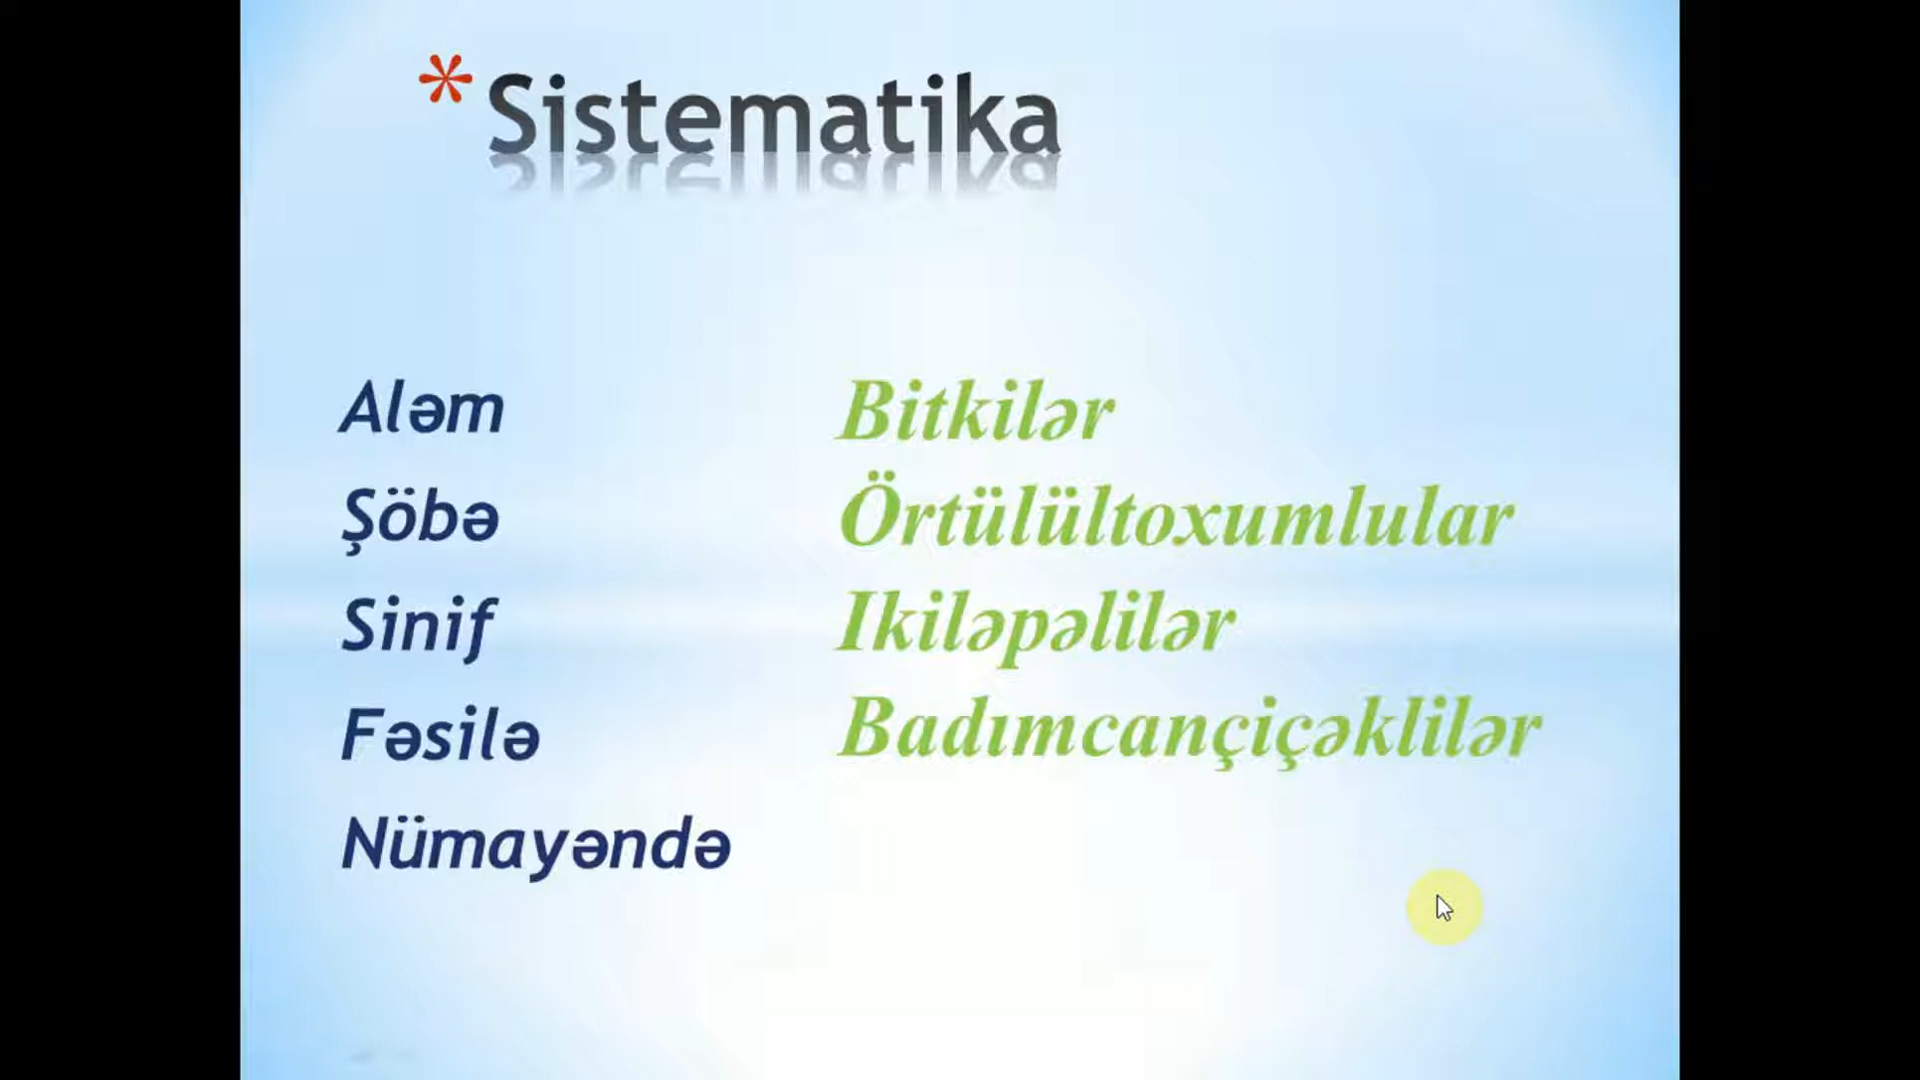 * Sistematika
Aləm Bitkilər
Şöbə Örtülültoxumlular
Sinif Ikiləpəlilər
Fəsilə Badımcançiçəklilər
Nümayəndə